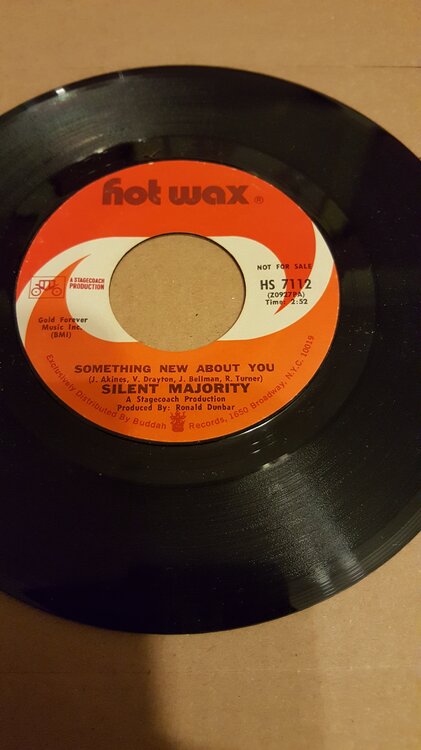 hot wax ®
NOT FOR SALE
HS 7112
(Z0927PA)
Time: 2:52
A STAGECOACH
PRODUCTION
Gold Forever
Music Inc.
(BMI)
SOMETHING NEW ABOUT YOU
(J. Akines, V. Drayton, J. Bellman, R. Turner)
SILENT MAJORITY
A Stagecoach Production
Produced By: Ronald Dunbar
Exclusively Distributed By Buddah Records, 1650 Broadway, N.Y.C. 10019